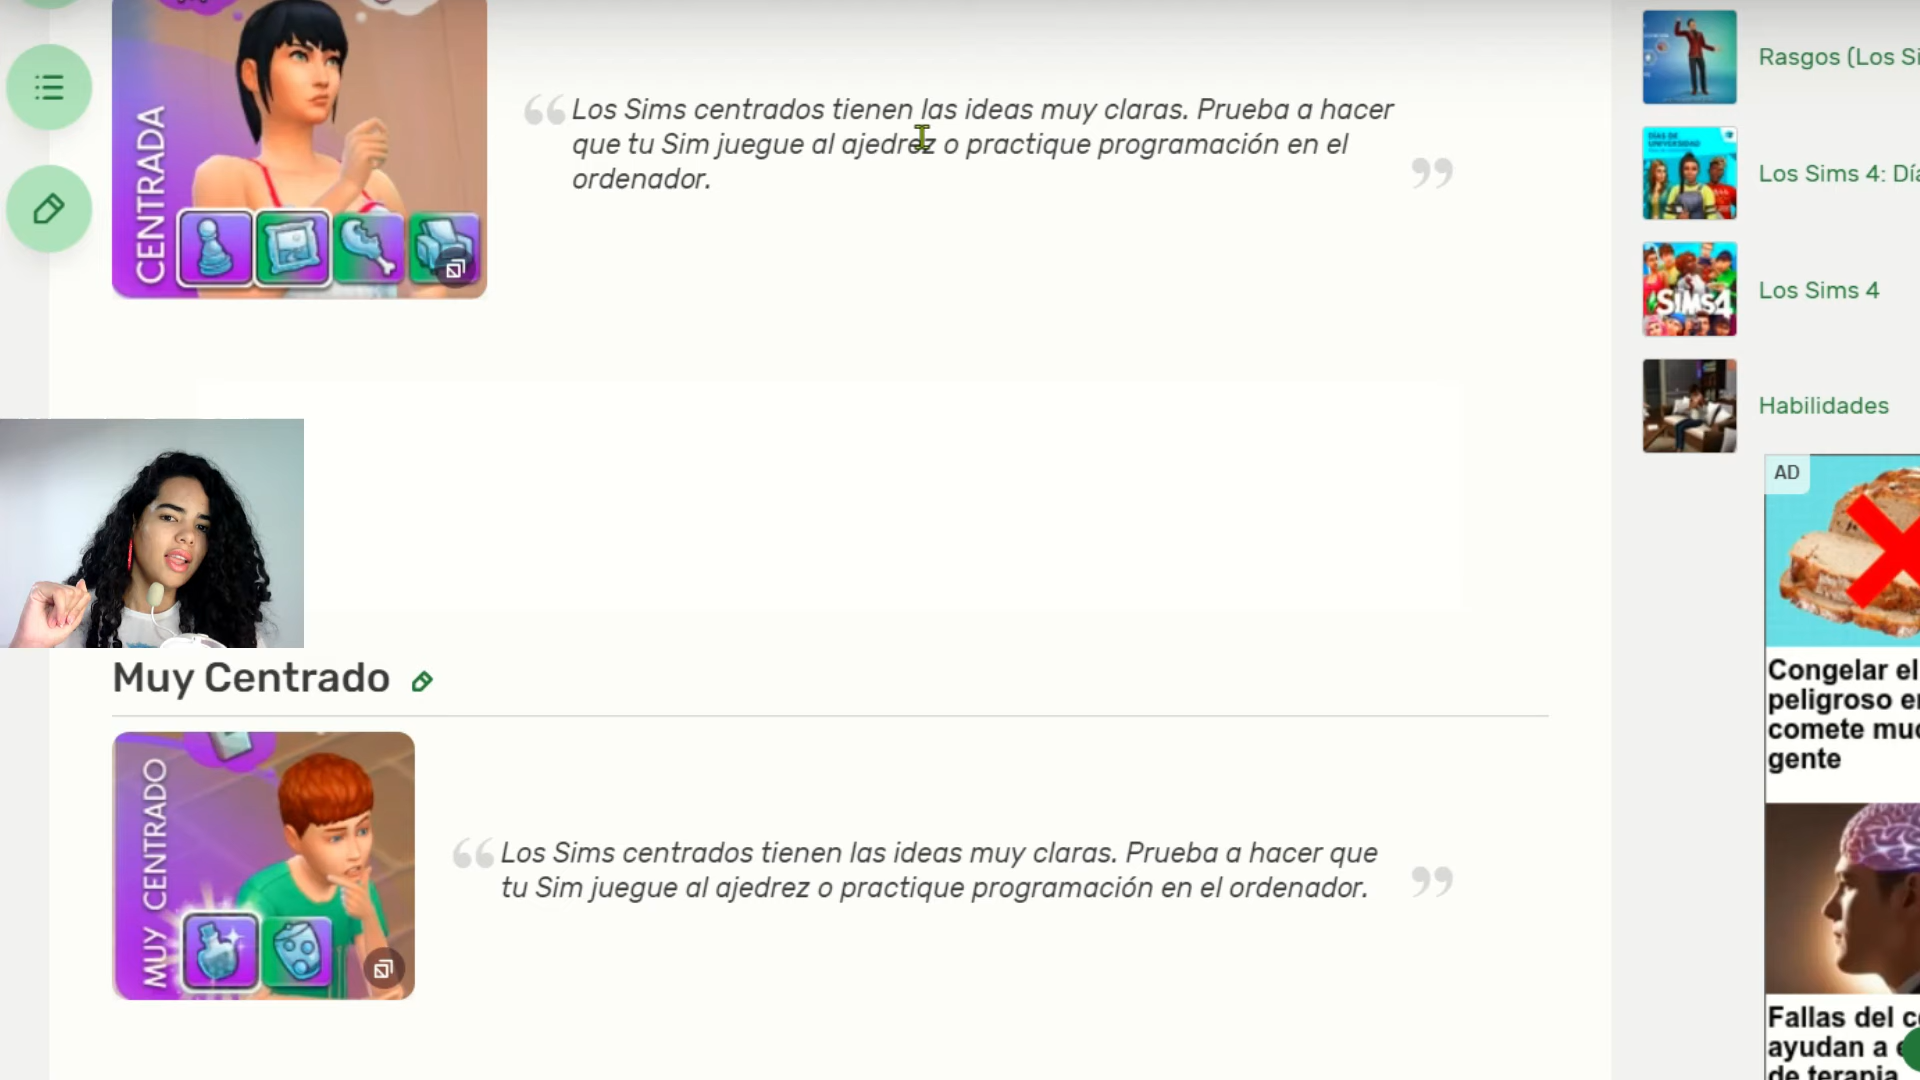 CENTRADA
Los Sims centrados tienen las ideas muy claras. Prueba a hacer
que tu Sim juegue al ajedrez o practique programación en el
ordenador.
Muy Centrado
MUY CENTRADO
Los Sims centrados tienen las ideas muy claras. Prueba a hacer que
tu Sim juegue al ajedrez o practique programación en el ordenador.
Rasgos (Los Si
DÍAS DE
UNIVERSIDAD
Los Sims 4: Día
SIMS4
Los Sims 4
Habilidades
AD
Congelar el
peligroso e
comete mu
gente
Fallas del c
ayudan a
de terapia